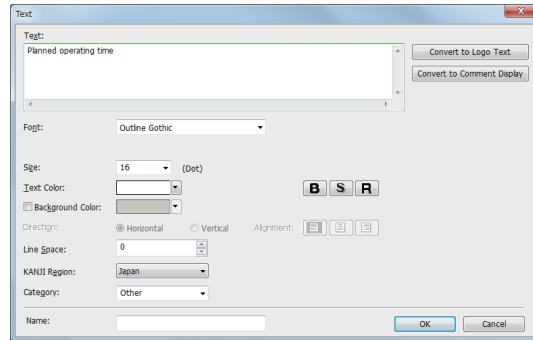 Text
Text:
Planned operating time
Convert to Logo Text
Convert to Comment Display
Font:
Outline Gothic
Size:
16
(Dot)
Text Color:
B S R
Background Color:
Direction:
Horizontal
Vertical
Alignment:
Line Space:
0
KANJI Region:
Japan
Category:
Other
Name:
OK
Cancel